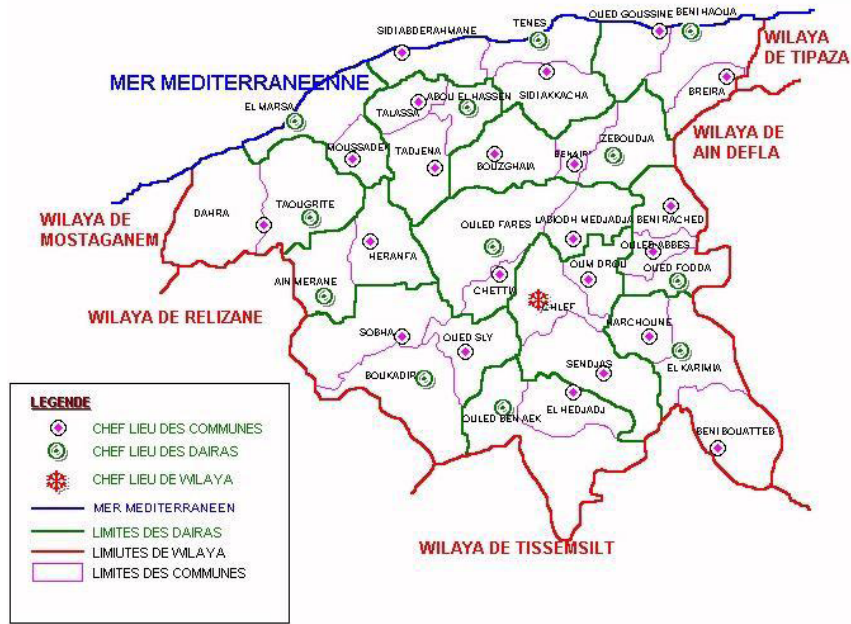 OUED GOUSSINE
BENI HAOUA
TENES
SIDI ABDERAHMANE
WILAYA
DE TIPAZA
MER MEDITERRANEENNE
BREIRA
SIDI AKKACHA
ABOU EL HASSEN
TALASSA
EL MARSA
WILAYA DE
AIN DEFLA
ZEBOUDJA
MOUSSADEK
TADJENA
BOUZGHAIA
BENAIRI
DAHRA
TAOUGRITE
WILAYA DE
MOSTAGANEM
OULED FARES
LABIODH MEDJADJA
BENI RACHED
OULED ABBES
OUED FODDA
HERANFA
OUM DROU
CHETTIA
AIN MERANE
CHLEF
WILAYA DE RELIZANE
HARCHOUNE
SOBHA
OUED SLY
EL KARIMIA
SENDJAS
BOUKADIR
EL HEDJADJ
OULED BEN AEK
BENI BOUATTEB
WILAYA DE TISSEMSILT
LEGENDE
CHEF LIEU DES COMMUNES
CHEF LIEU DES DAIRAS
CHEF LIEU DE WILAYA
MER MEDITERRANEEN
LIMITES DES DAIRAS
LIMIUTES DE WILAYA
LIMITES DES COMMUNES